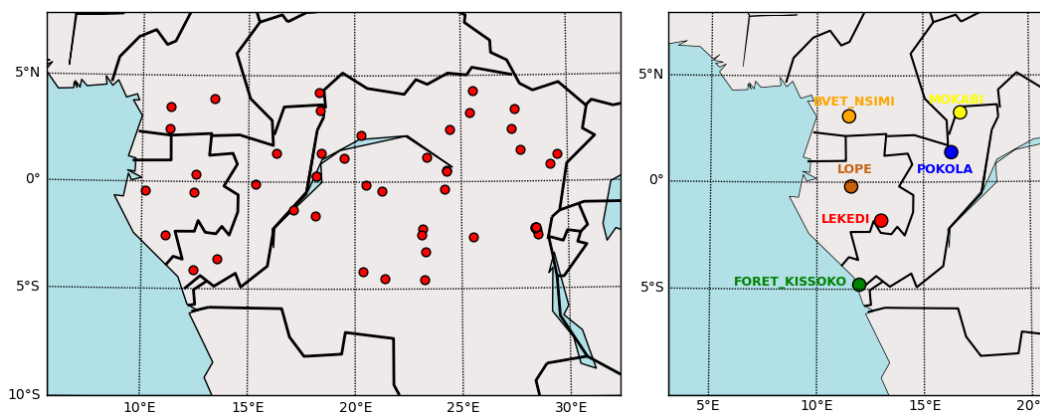 5°N
0°
5°S
10°S
10°E
15°E
20°E
25°E
30°E
5°N
0°
5°S
BVET_NSIMI
MOKABI
LOPE
POKOLA
LEKEDI
FORET_KISSOKO
5°E
10°E
15°E
20°